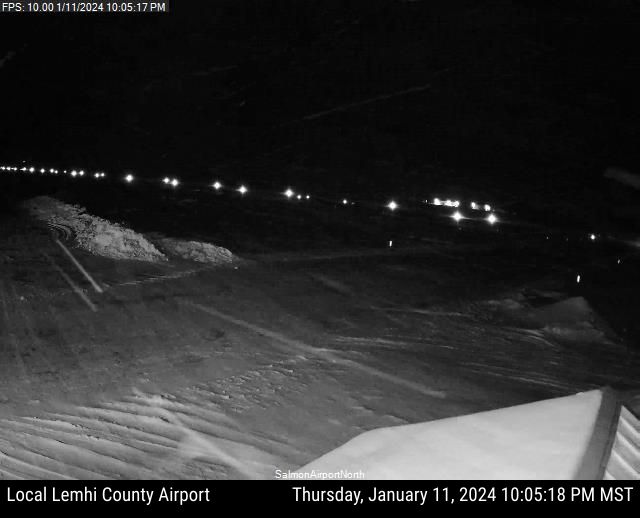 FPS: 10.00 1/11/2024 10:05:17 PM
SalmonAirportNorth
Local Lemhi County Airport Thursday, January 11, 2024 10:05:18 PM MST